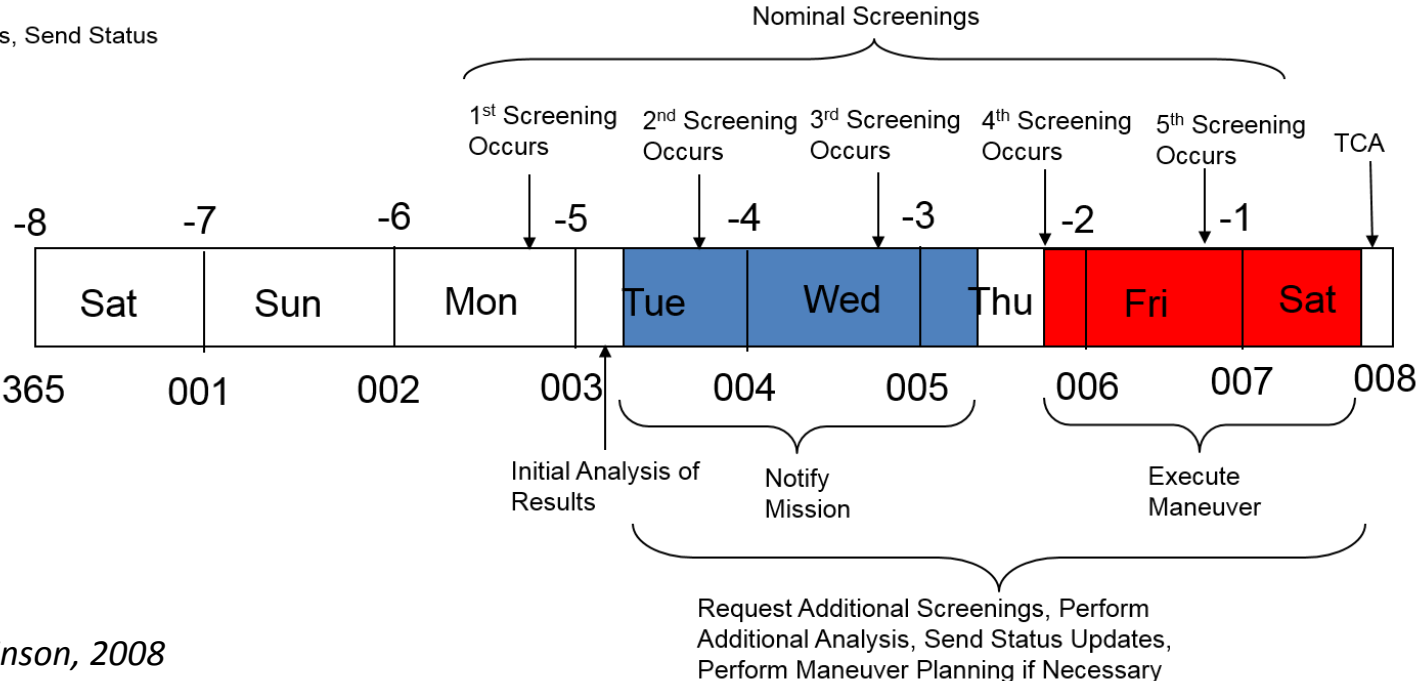 Nominal Screenings
s, Send Status
1st Screening
Occurs
2nd Screening
Occurs
3rd Screening
Occurs
4th Screening
Occurs
5th Screening
Occurs
TCA
-8 -7 -6 -5 -4 -3 -2 -1
Sat Sun Mon Tue Wed Thu Fri Sat
365 001 002 003 004 005 006 007 008
Initial Analysis of
Results
Notify
Mission
Execute
Maneuver
Request Additional Screenings, Perform
Additional Analysis, Send Status Updates,
Perform Maneuver Planning if Necessary
nson, 2008